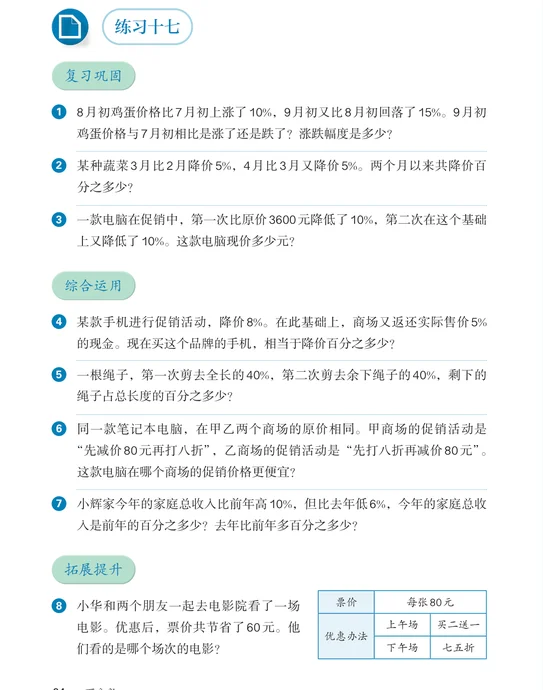 练习十七
复习巩固
1 8月初鸡蛋价格比7月初上涨了10%，9月初又比8月初回落了15%。9月初
鸡蛋价格与7月初相比是涨了还是跌了？涨跌幅度是多少？
2 某种蔬菜3月比2月降价5%，4月比3月又降价5%。两个月以来共降价百
分之多少？
3 一款电脑在促销中，第一次比原价3600元降低了10%，第二次在这个基础
上又降低了10%。这款电脑现价多少元？
综合运用
4 某款手机进行促销活动，降价8%。在此基础上，商场又返还实际售价5%
的现金。现在买这个品牌的手机，相当于降价百分之多少？
5 一根绳子，第一次剪去全长的40%，第二次剪去余下绳子的40%，剩下的
绳子占总长度的百分之多少？
6 同一款笔记本电脑，在甲乙两个商场的原价相同。甲商场的促销活动是
“先减价80元再打八折”，乙商场的促销活动是“先打八折再减价80元”。
这款电脑在哪个商场的促销价格更便宜？
7 小辉家今年的家庭总收入比前年高10%，但比去年低6%，今年的家庭总收
入是前年的百分之多少？去年比前年多百分之多少？
拓展提升
8 小华和两个朋友一起去电影院看了一场
电影。优惠后，票价共节省了60元。他
们看的是哪个场次的电影？
票价 每张80元
优惠办法 上午场 买二送一
下午场 七五折